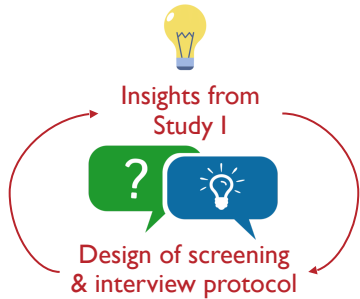 Insights from
Study I
?
Design of screening
& interview protocol